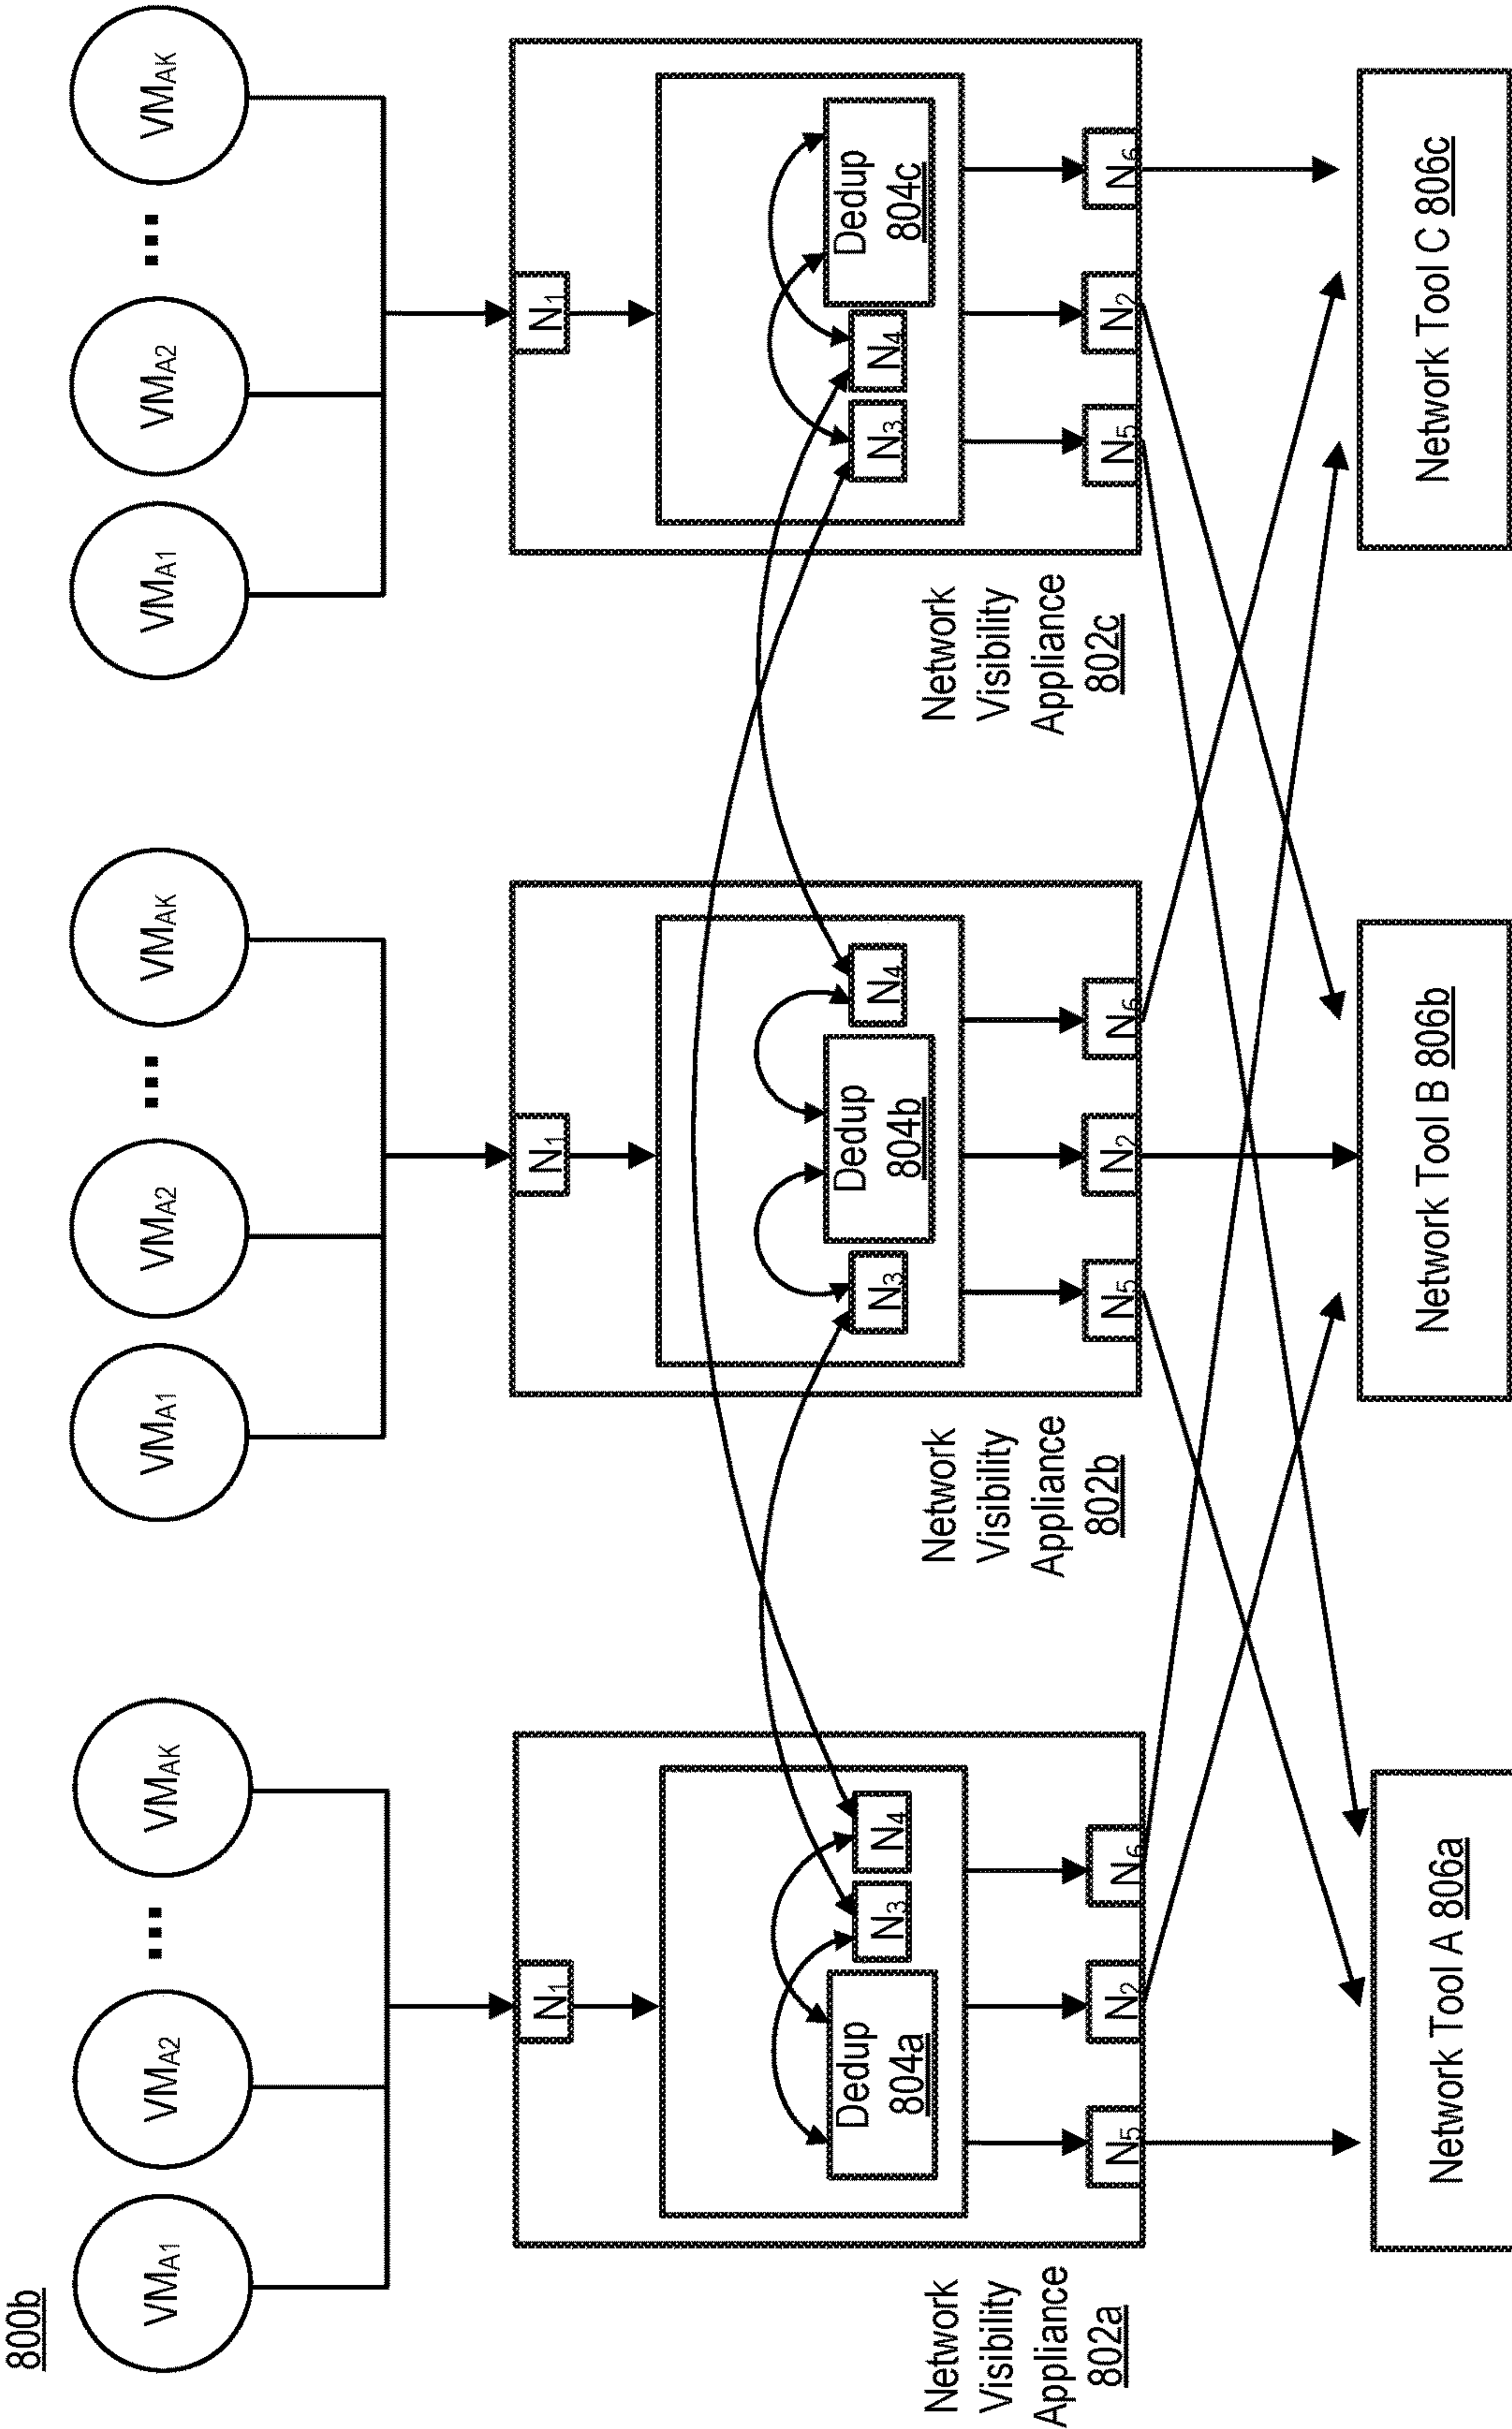 800b
VMA1
VMA2
...
VMAK
VMA1
VMA2
...
VMAK
VMA1
VMA2
...
VMAK
N1
N1
N1
Dedup
804a
N3
N4
N3
Dedup
804b
N4
N3
N4
Dedup
804c
Network
Visibility
Appliance
802a
N5
N2
N6
Network
Visibility
Appliance
802b
N5
N2
N6
Network
Visibility
Appliance
802c
N5
N2
N6
Network Tool A 806a
Network Tool B 806b
Network Tool C 806c